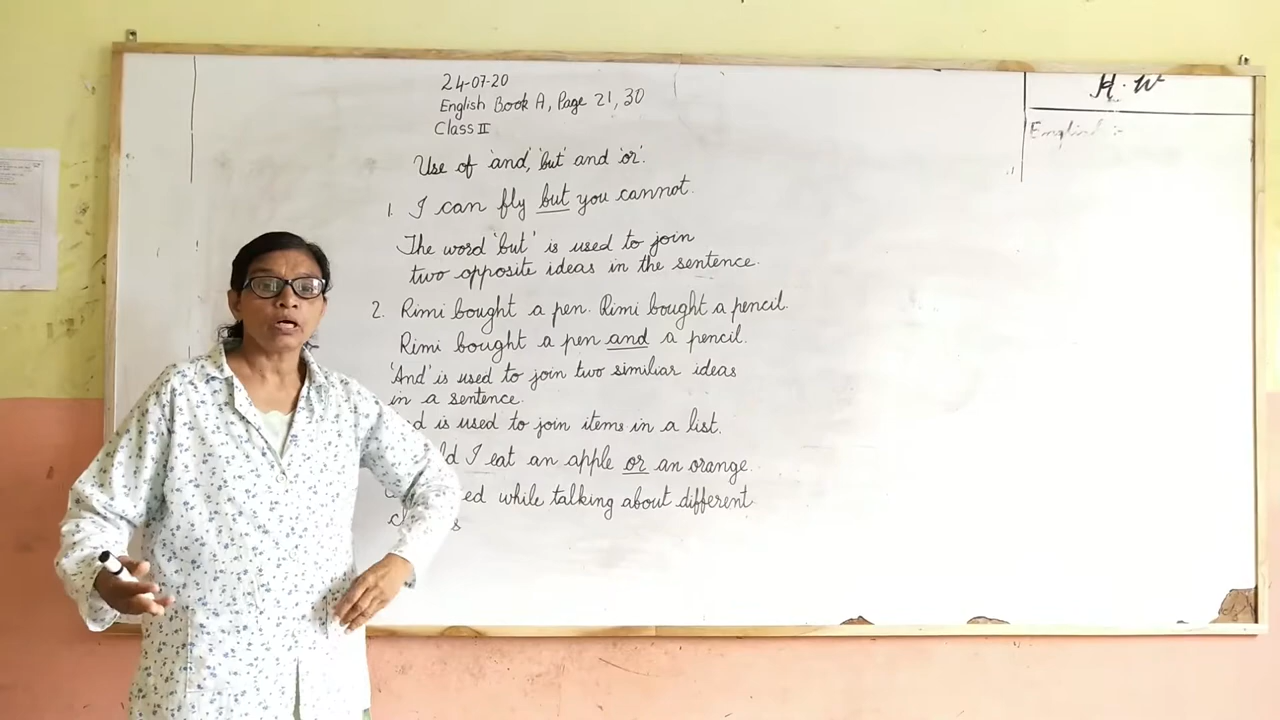 24-07-20
English Book A, Page 21, 30
Class II
Use of 'and', 'but' and 'or'.
1. I can fly but you cannot.
The word 'but' is used to join
two opposite ideas in the sentence.
2. Rimi bought a pen. Rimi bought a pencil.
Rimi bought a pen and a pencil.
'And' is used to join two similiar ideas
in a sentence.
is used to join items in a list.
I eat an apple or an orange.
while talking about different
H.W
English :-